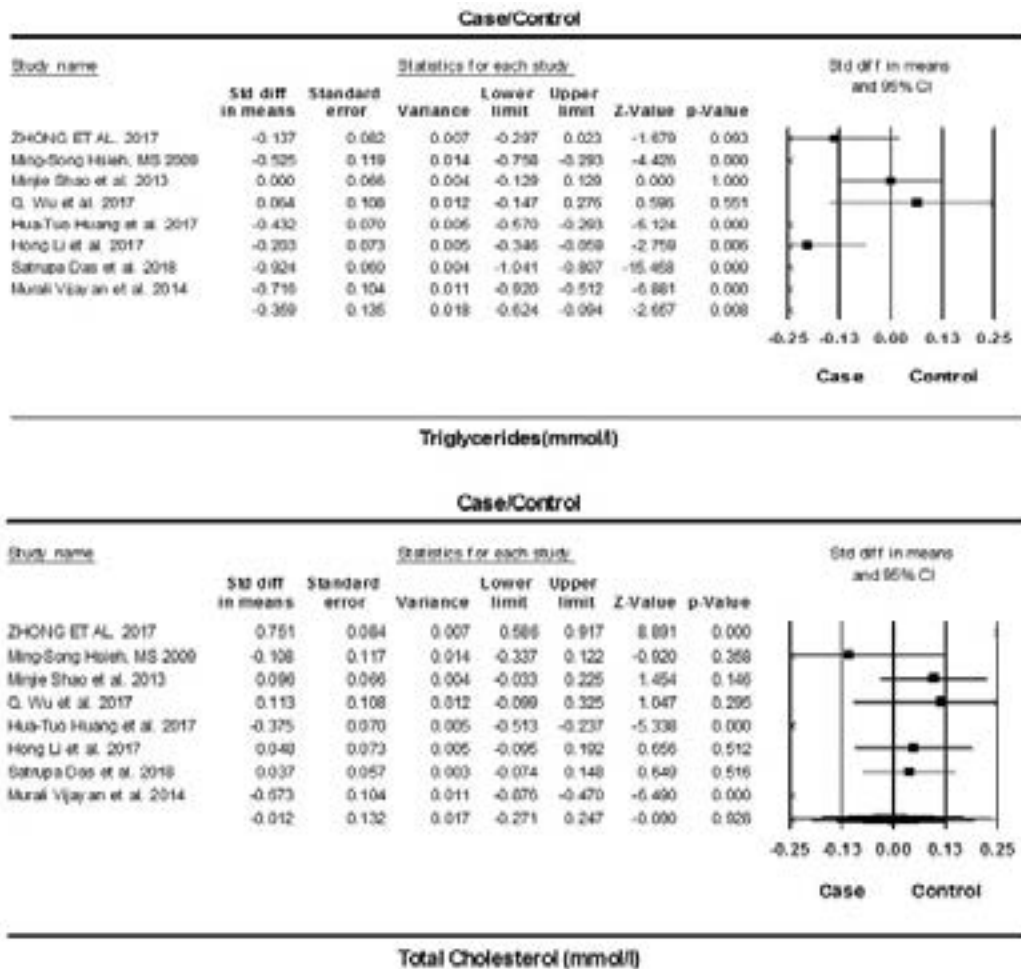 Case/Control
Study name Statistics for each study Std diff in means and 95% CI
Std diff in means Standard error Variance Lower limit Upper limit Z-Value p-Value
ZHONG ET AL. 2017 -0.137 0.082 0.007 -0.297 0.023 -1.679 0.093
Ming-Song Hsieh, MS 2009 -0.525 0.119 0.014 -0.758 -0.293 -4.426 0.000
Minjie Shao et al. 2013 0.000 0.066 0.004 -0.129 0.129 0.000 1.000
Q. Wu et al. 2017 0.064 0.108 0.012 -0.147 0.276 0.596 0.551
Hua-Tuo Huang et al. 2017 -0.432 0.070 0.005 -0.570 -0.293 -6.124 0.000
Hong Li et al. 2017 -0.203 0.073 0.005 -0.346 -0.059 -2.759 0.006
Satrupa Das et al. 2018 -0.924 0.060 0.004 -1.041 -0.807 -15.458 0.000
Murali Vijayan et al. 2014 -0.716 0.104 0.011 -0.920 -0.512 -6.881 0.000
-0.359 0.135 0.018 -0.624 -0.094 -2.657 0.008
-0.25 -0.13 0.00 0.13 0.25
Case Control
Triglycerides(mmol/l)
Case/Control
Study name Statistics for each study Std diff in means and 95% CI
Std diff in means Standard error Variance Lower limit Upper limit Z-Value p-Value
ZHONG ET AL. 2017 0.751 0.084 0.007 0.586 0.917 8.891 0.000
Ming-Song Hsieh, MS 2009 -0.108 0.117 0.014 -0.337 0.122 -0.920 0.358
Minjie Shao et al. 2013 0.096 0.066 0.004 -0.033 0.225 1.454 0.146
Q. Wu et al. 2017 0.113 0.108 0.012 -0.099 0.325 1.047 0.295
Hua-Tuo Huang et al. 2017 -0.375 0.070 0.005 -0.513 -0.237 -5.338 0.000
Hong Li et al. 2017 0.048 0.073 0.005 -0.095 0.192 0.656 0.512
Satrupa Das et al. 2018 0.037 0.057 0.003 -0.074 0.148 0.649 0.516
Murali Vijayan et al. 2014 -0.673 0.104 0.011 -0.876 -0.470 -6.490 0.000
-0.012 0.132 0.017 -0.271 0.247 -0.090 0.928
-0.25 -0.13 0.00 0.13 0.25
Case Control
Total Cholesterol (mmol/l)